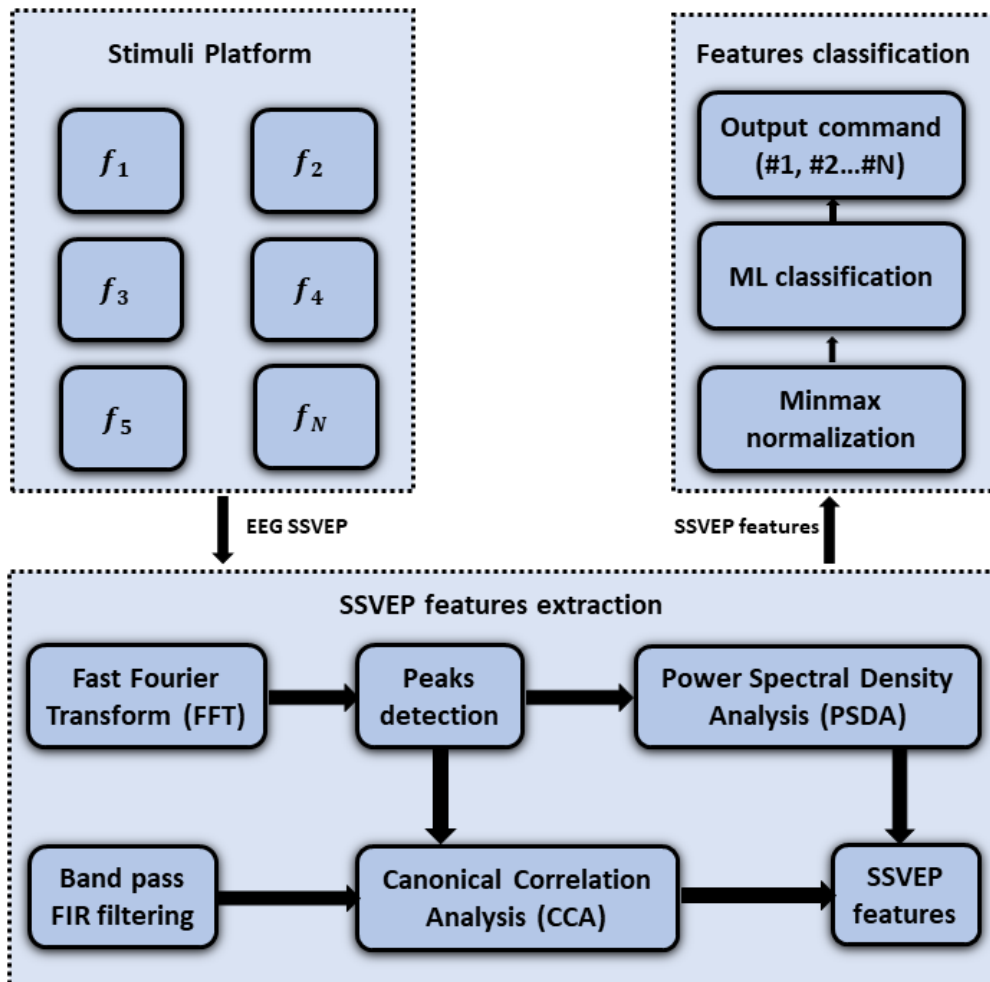 Stimuli Platform
f₁
f₂
f₃
f₄
f₅
f_N
EEG SSVEP
Features classification
Output command
(#1, #2...#N)
ML classification
Minmax
normalization
SSVEP features
SSVEP features extraction
Fast Fourier
Transform (FFT)
Peaks
detection
Power Spectral Density
Analysis (PSDA)
Band pass
FIR filtering
Canonical Correlation
Analysis (CCA)
SSVEP
features